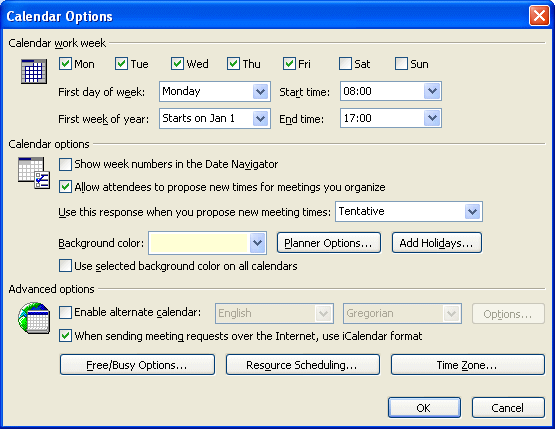 Calendar Options
Calendar work week
Mon Tue Wed Thu Fri Sat Sun
First day of week: Monday Start time: 08:00
First week of year: Starts on Jan 1 End time: 17:00
Calendar options
Show week numbers in the Date Navigator
Allow attendees to propose new times for meetings you organize
Use this response when you propose new meeting times: Tentative
Background color: Planner Options... Add Holidays...
Use selected background color on all calendars
Advanced options
Enable alternate calendar: English Gregorian Options...
When sending meeting requests over the Internet, use iCalendar format
Free/Busy Options... Resource Scheduling... Time Zone...
OK Cancel